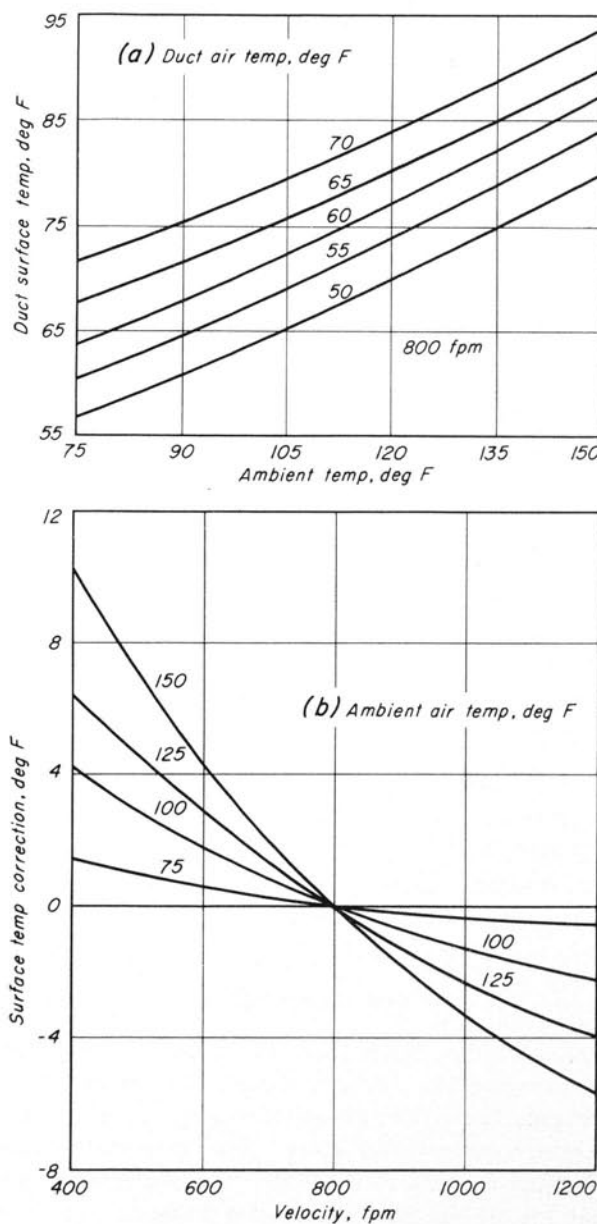 95
(a) Duct air temp, deg F
85
70
65
75
60
55
50
65
800 fpm
55
75 90 105 120 135 150
Duct surface temp, deg F
Ambient temp, deg F
12
8
150
(b) Ambient air temp, deg F
125
4
100
75
0
100
125
-4
-8
400 600 800 1000 1200
Surface temp correction, deg F
Velocity, fpm